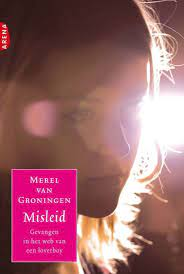 ARENA
MEREL
VAN
GRONINGEN
Misleid
Gevangen
in het web van
een loverboy